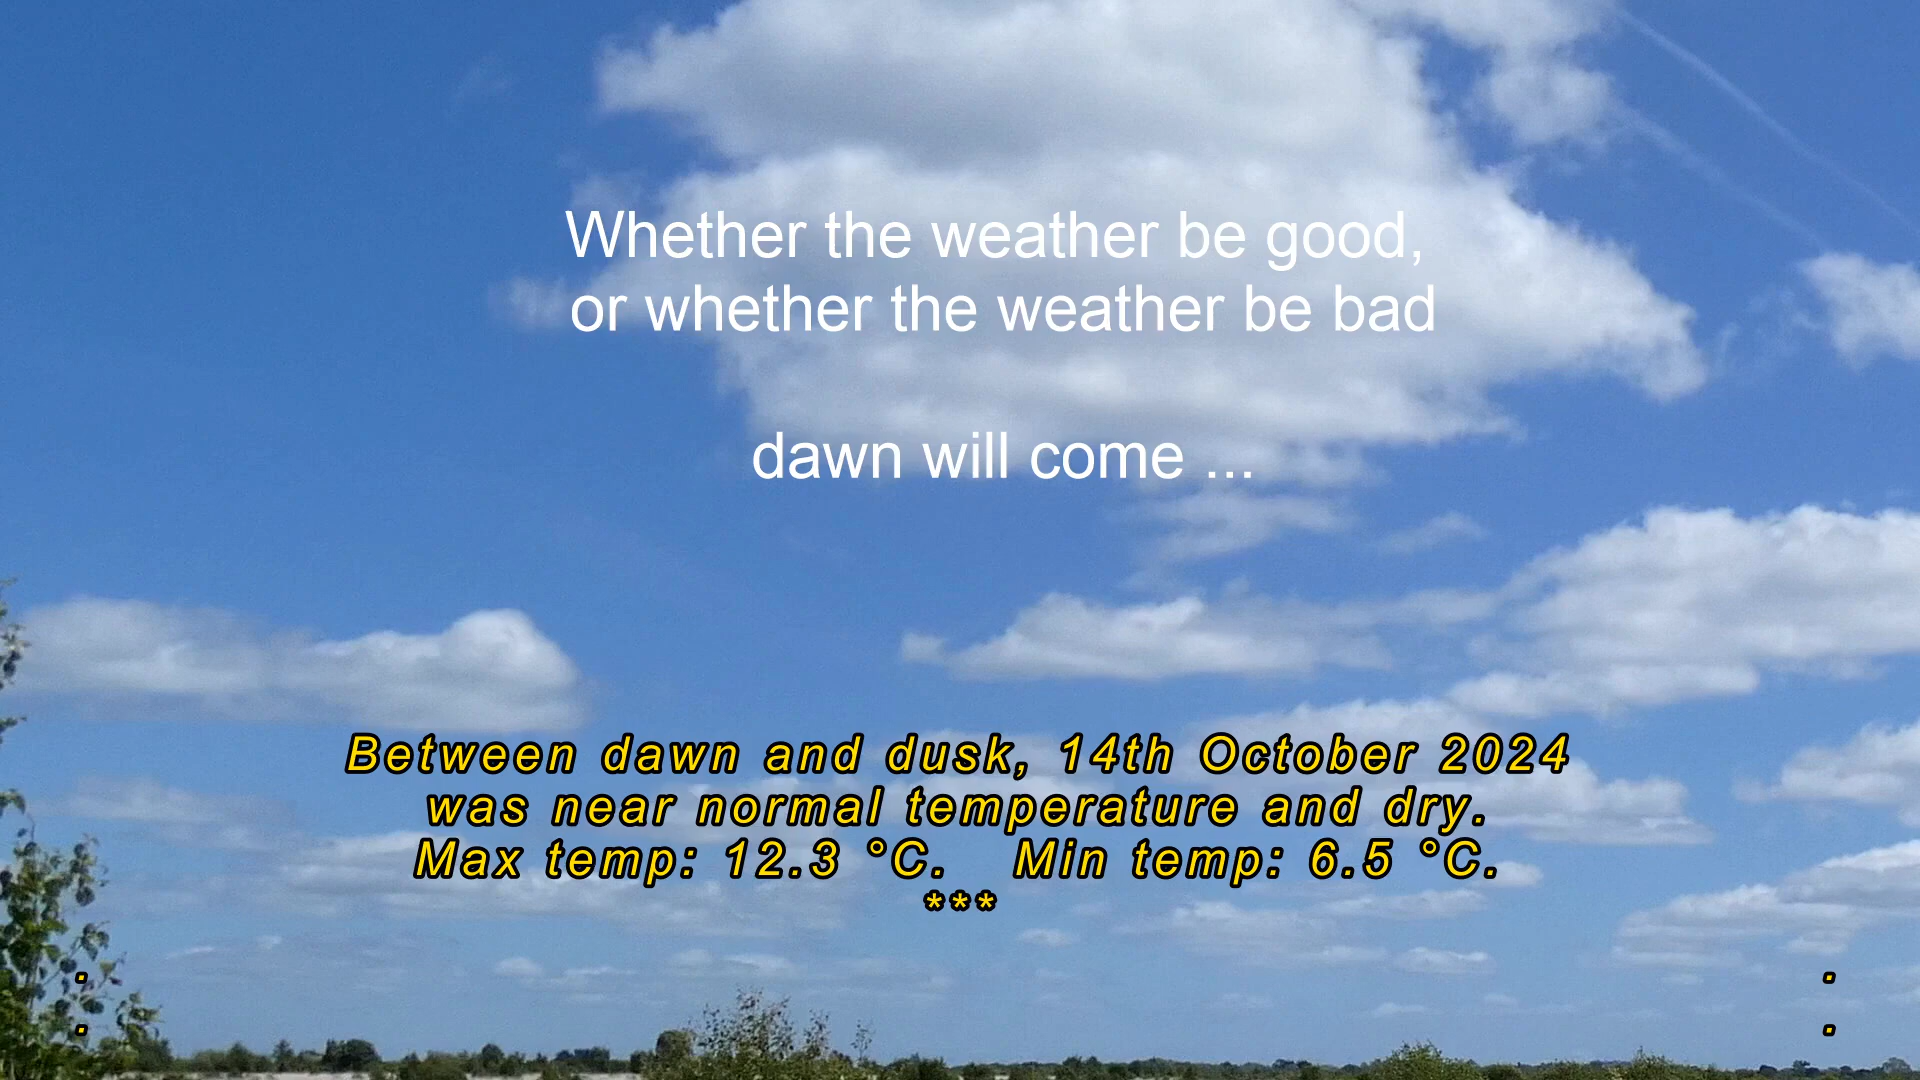 Whether the weather be good,
or whether the weather be bad
dawn will come ...
Between dawn and dusk, 14th October 2024
was near normal temperature and dry.
Max temp: 12.3 °C. Min temp: 6.5 °C.
***
. .
. .